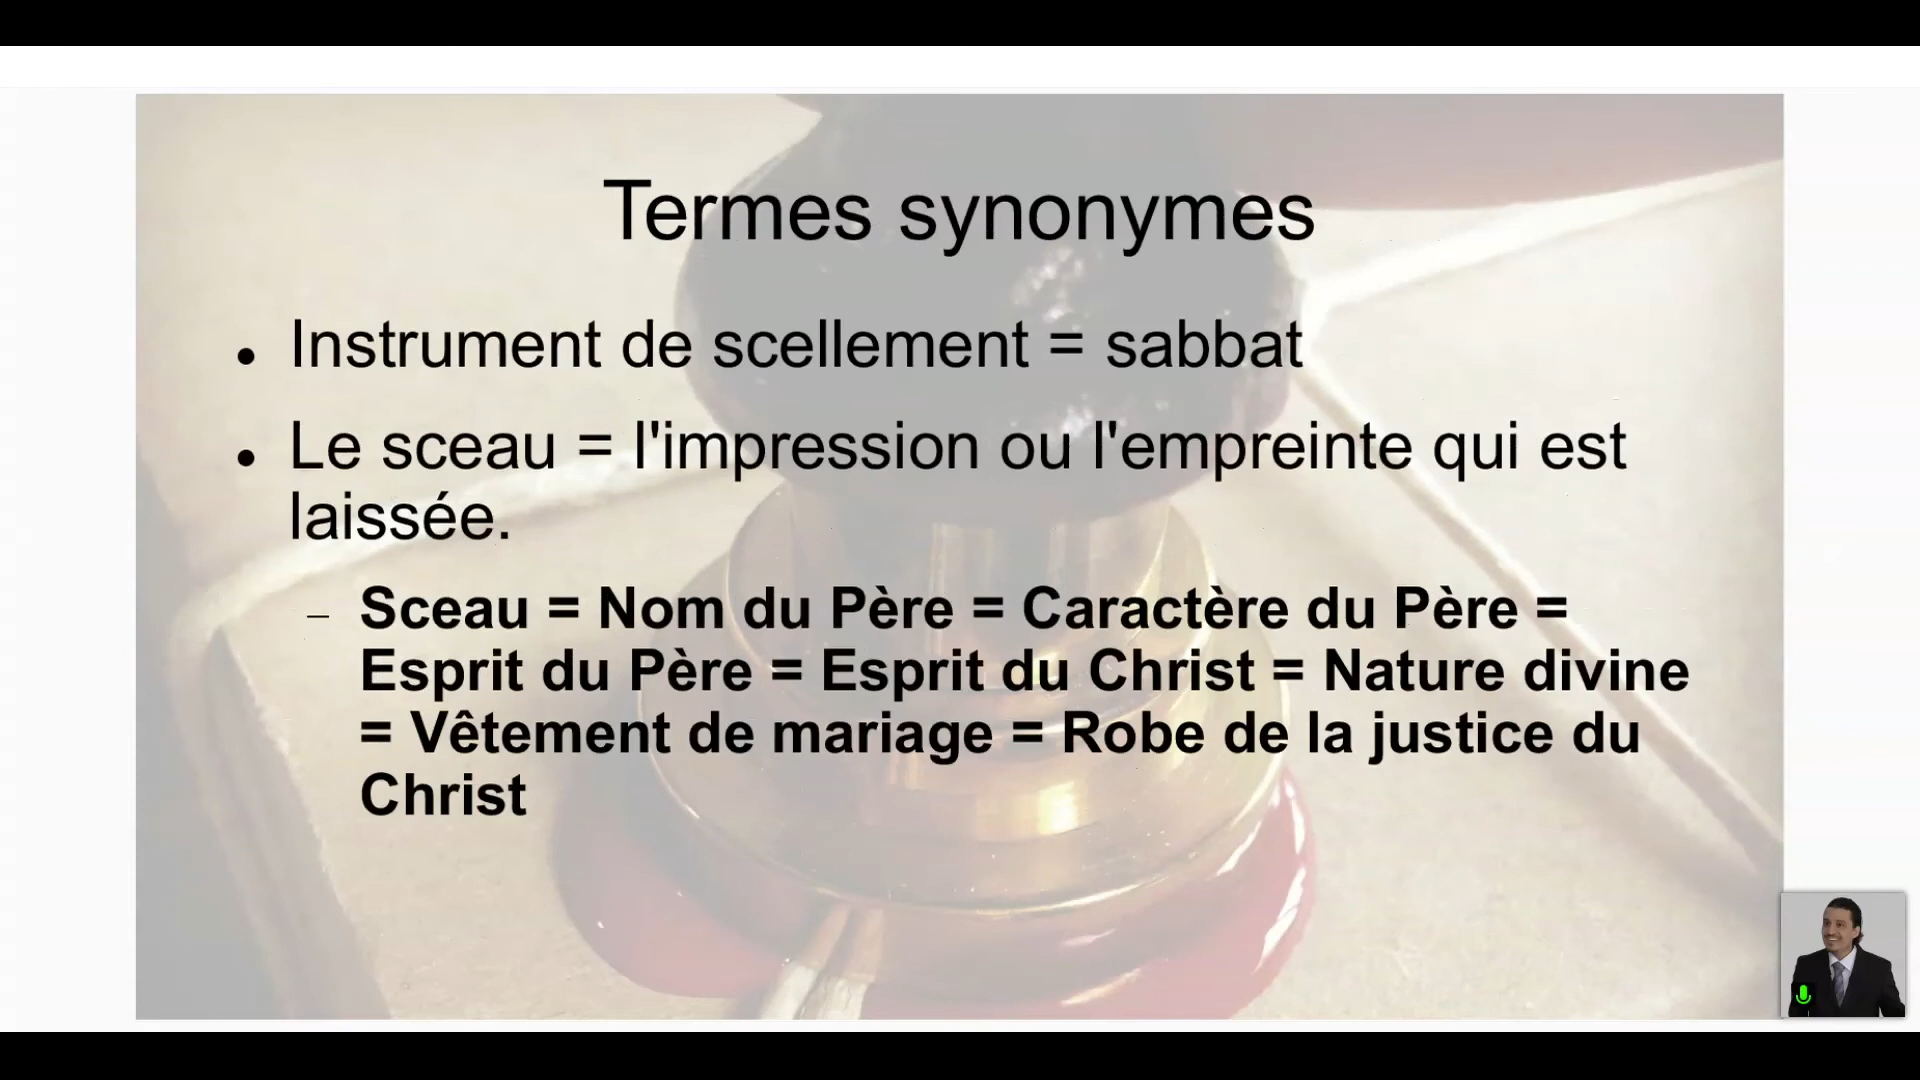 Termes synonymes
• Instrument de scellement = sabbat
• Le sceau = l'impression ou l'empreinte qui est
laissée.
– Sceau = Nom du Père = Caractère du Père =
Esprit du Père = Esprit du Christ = Nature divine
= Vêtement de mariage = Robe de la justice du
Christ